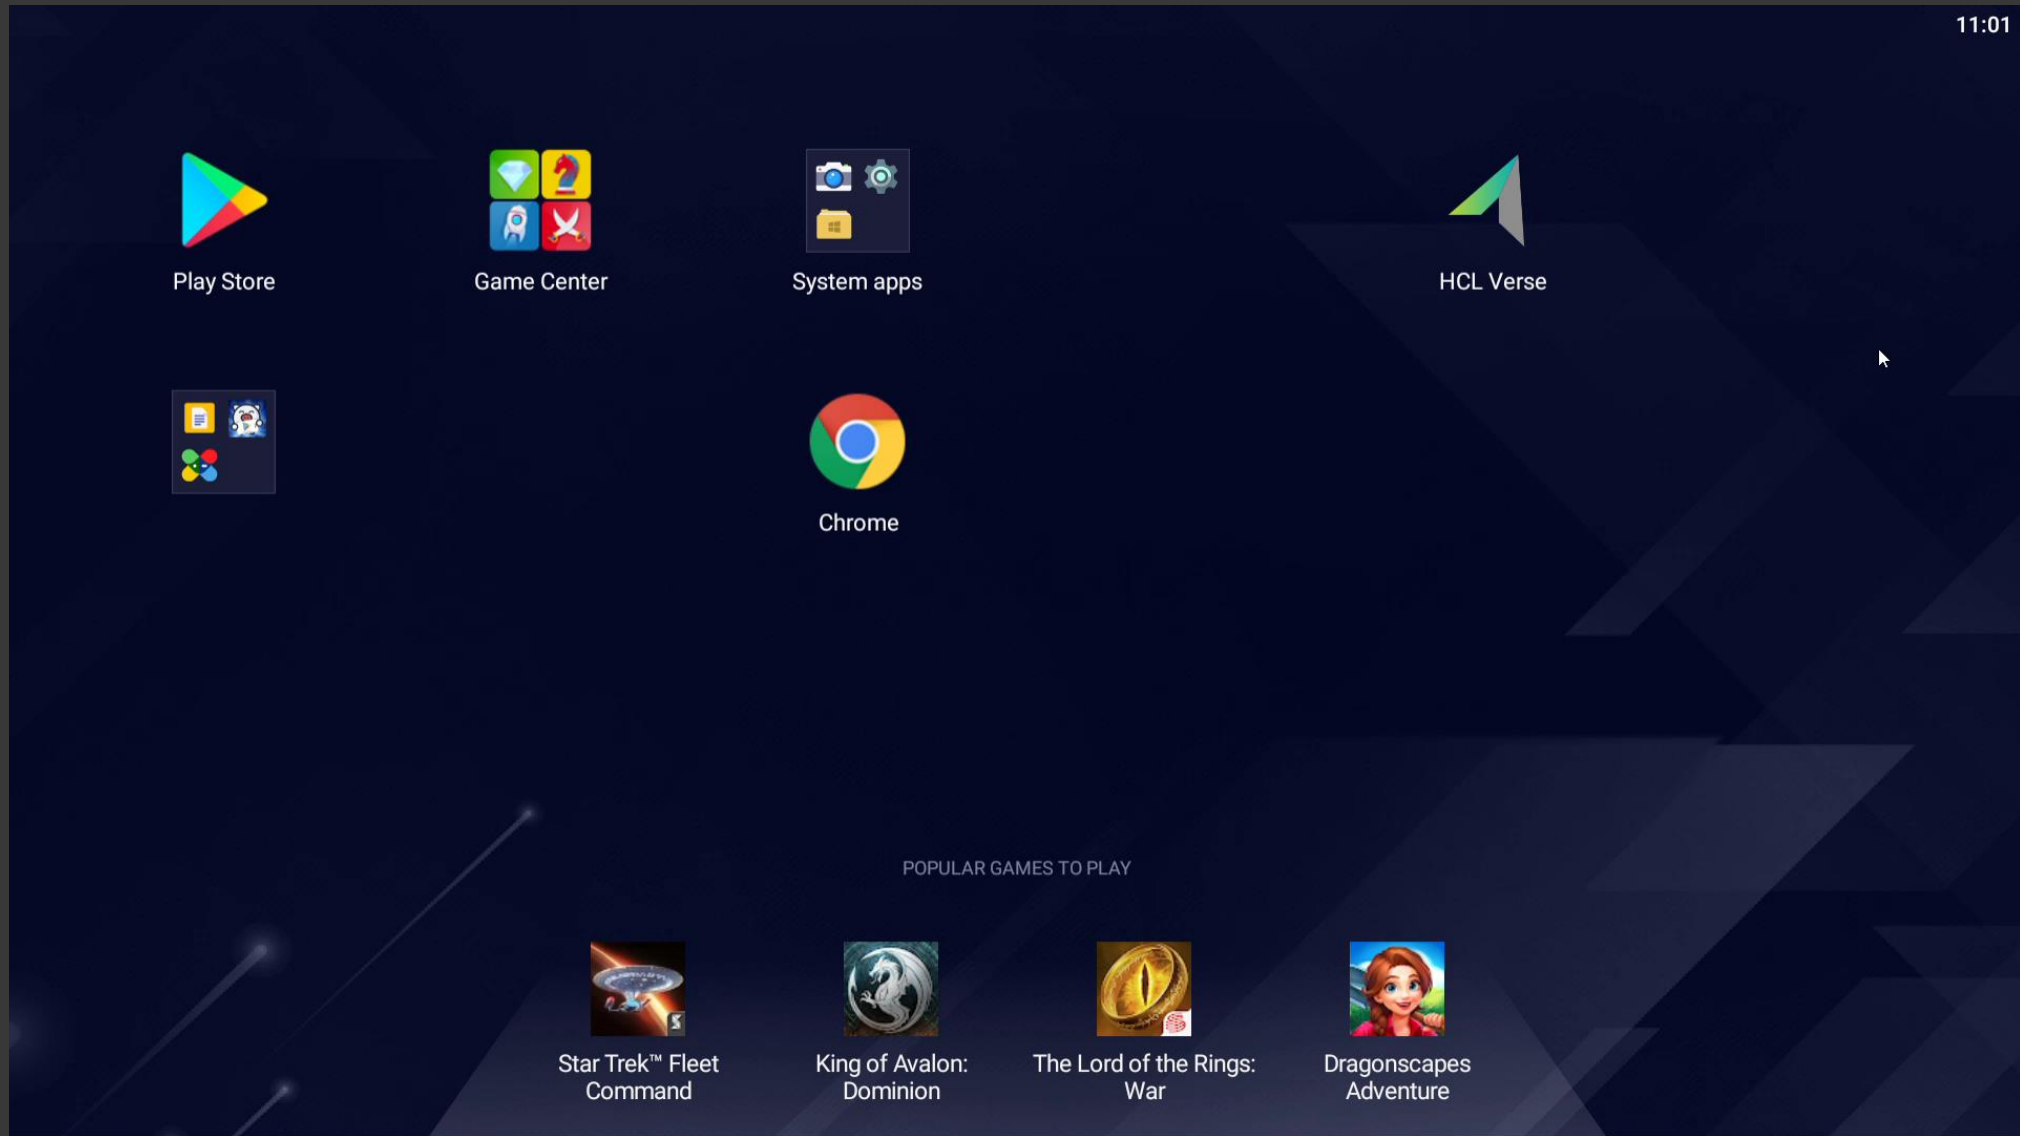 11:01
Play Store
Game Center
System apps
HCL Verse
Chrome
POPULAR GAMES TO PLAY
Star Trek™ Fleet
Command
King of Avalon:
Dominion
The Lord of the Rings:
War
Dragonscapes
Adventure